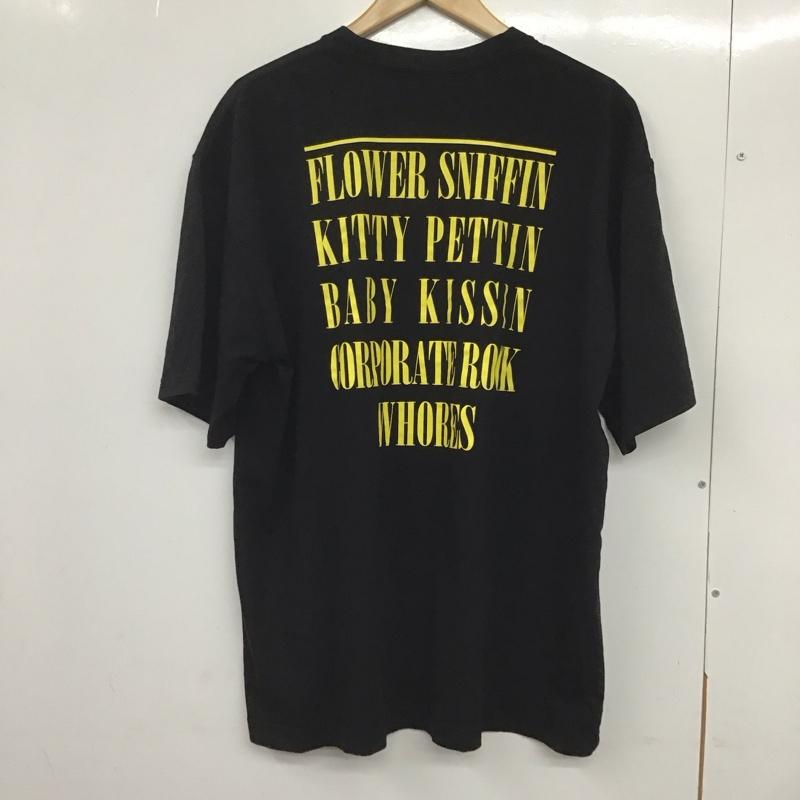 FLOWER SNIFFIN
KITTY PETTIN
BABY KISSIN
CORPORATE ROCK
WHORES